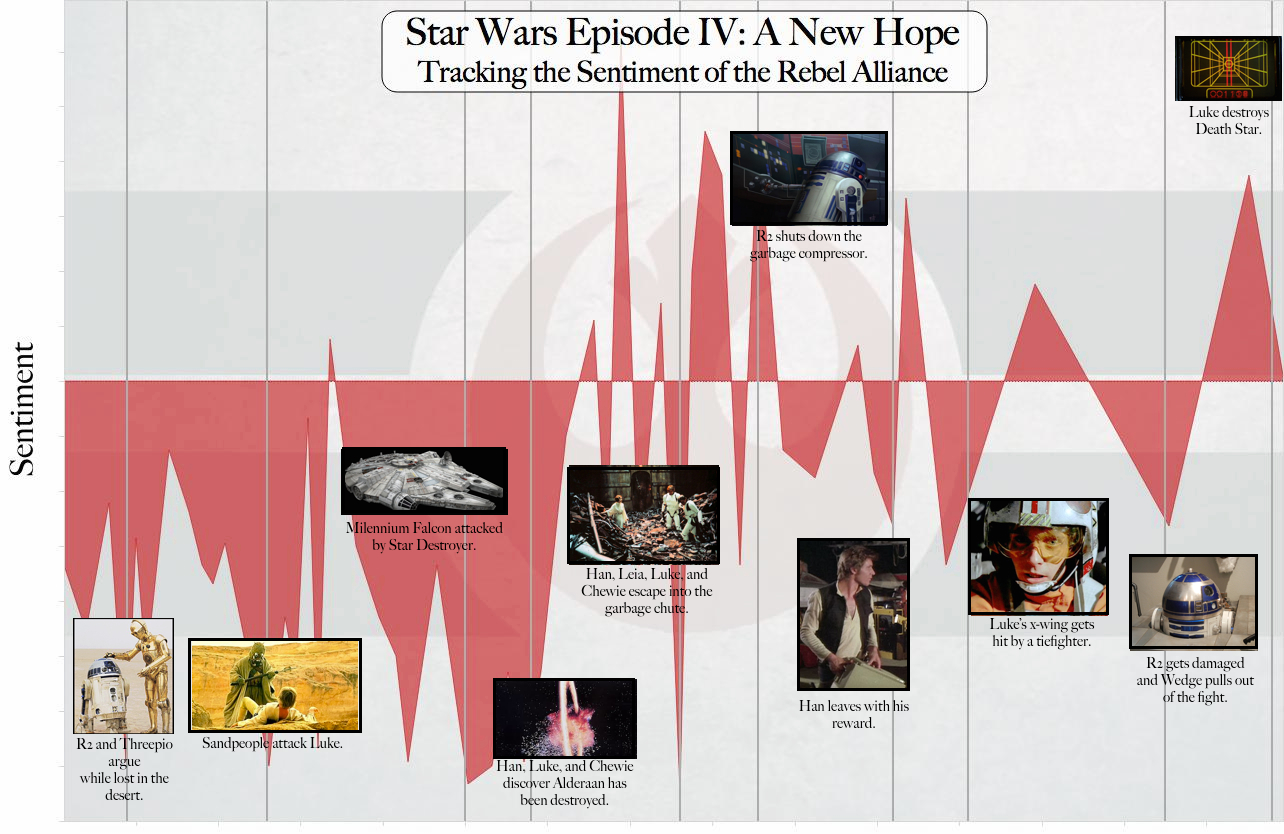 Star Wars Episode IV: A New Hope
Tracking the Sentiment of the Rebel Alliance
Sentiment
Luke destroys
Death Star.
R2 shuts down the
garbage compressor.
Milennium Falcon attacked
by Star Destroyer.
Han, Leia, Luke, and
Chewie escape into the
garbage chute.
Luke's x-wing gets
hit by a tiefighter.
R2 gets damaged
and Wedge pulls out
of the fight.
Han leaves with his
reward.
R2 and Threepio
argue
while lost in the
desert.
Sandpeople attack Luke.
Han, Luke, and Chewie
discover Alderaan has
been destroyed.